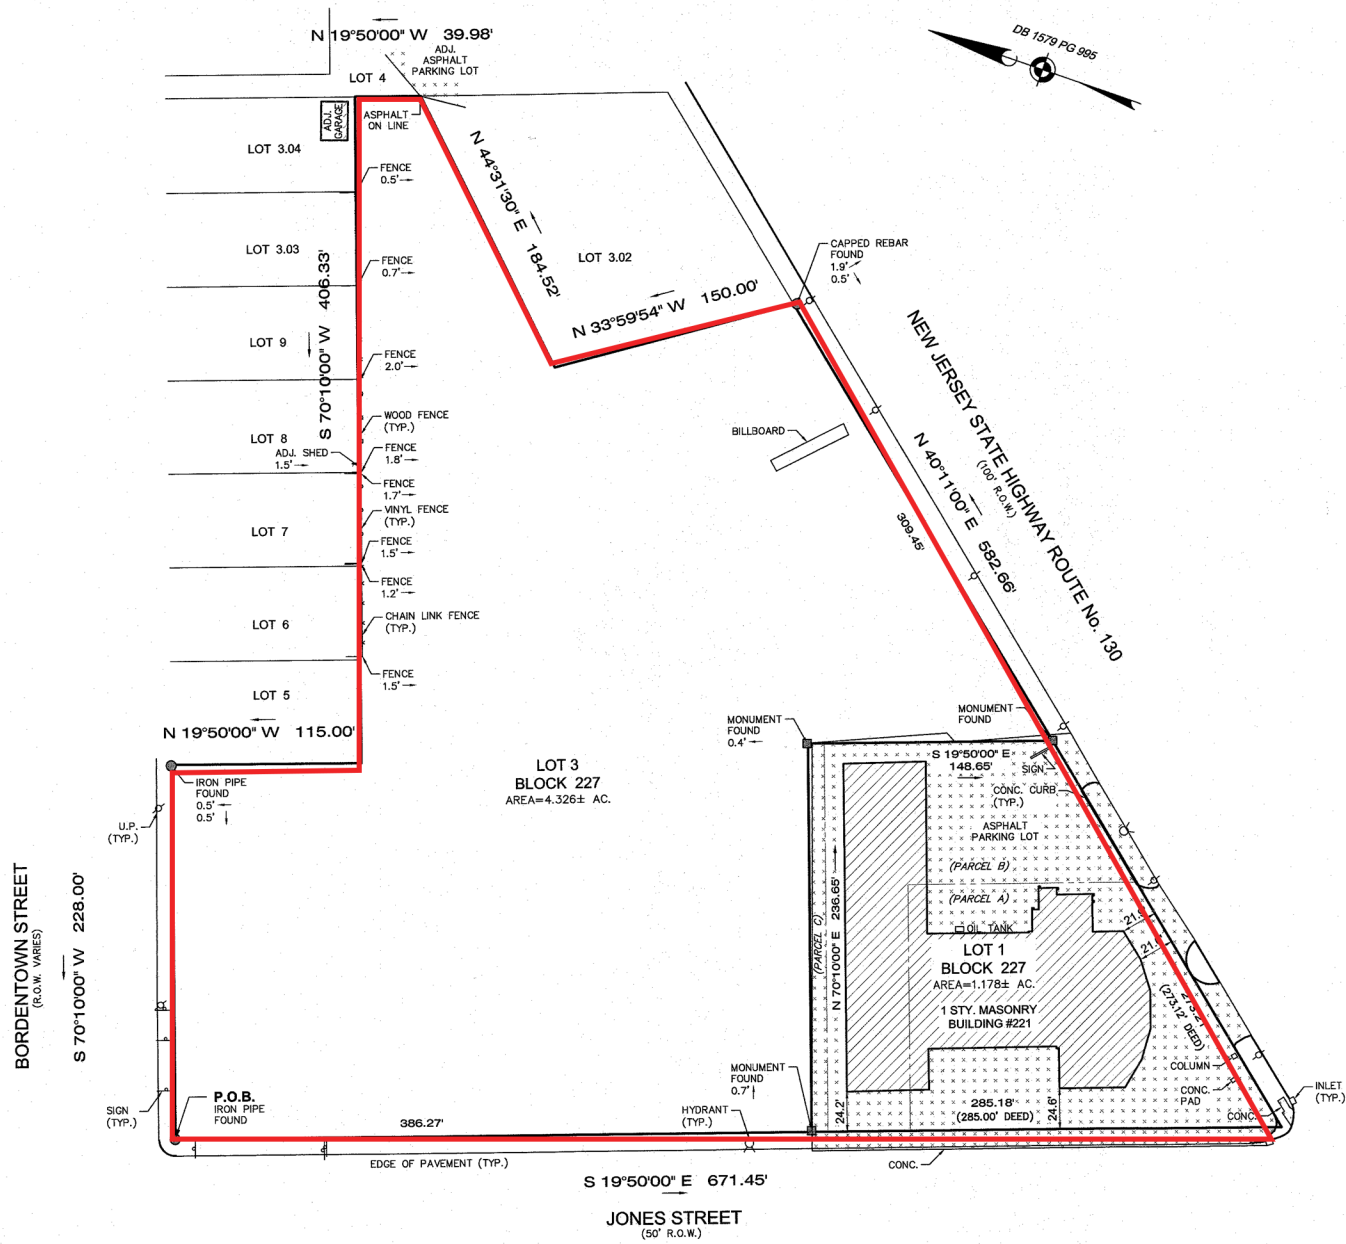 N 19°50'00" W 39.98'
DB 1579 PG 995
ADJ.
ASPHALT
PARKING LOT
LOT 4
ADJ.
GARAGE
ASPHALT
ON LINE
LOT 3.04
FENCE
0.5'
N 44°31'30" E 184.52'
LOT 3.03
FENCE
0.7'
LOT 3.02
CAPPED REBAR
FOUND
1.9'
0.5'
S 70°10'00" W 406.33'
N 33°59'54" W 150.00'
NEW JERSEY STATE HIGHWAY ROUTE No. 130
(100' R.O.W.)
LOT 9
FENCE
2.0'
WOOD FENCE
(TYP.)
BILLBOARD
LOT 8
ADJ. SHED
1.5'
FENCE
1.8'
N 40°11'00" E 582.66'
FENCE
1.7'
VINYL FENCE
(TYP.)
309.45'
LOT 7
FENCE
1.5'
FENCE
1.2'
LOT 6
CHAIN LINK FENCE
(TYP.)
FENCE
1.5'
LOT 5
N 19°50'00" W 115.00'
MONUMENT
FOUND
0.4'
MONUMENT
FOUND
S 19°50'00" E
148.65'
SIGN
LOT 3
BLOCK 227
AREA=4.326± AC.
IRON PIPE
FOUND
0.5'
0.5'
CONC. CURB
(TYP.)
U.P.
(TYP.)
ASPHALT
PARKING LOT
(PARCEL B)
(PARCEL A)
(PARCEL C)
N 70°10'00" E 236.65'
OIL TANK
21.
21.
LOT 1
BLOCK 227
AREA=1.178± AC.
1 STY. MASONRY
BUILDING #221
(273.12' DEED)
BORDENTOWN STREET
(R.O.W. VARIES)
S 70°10'00" W 228.00'
MONUMENT
FOUND
0.7'
COLUMN
CONC.
PAD
CONC.
INLET
(TYP.)
P.O.B.
IRON PIPE
FOUND
SIGN
(TYP.)
386.27'
HYDRANT
(TYP.)
24.2'
285.18'
(285.00' DEED)
24.6'
EDGE OF PAVEMENT (TYP.)
CONC.
S 19°50'00" E 671.45'
JONES STREET
(50' R.O.W.)